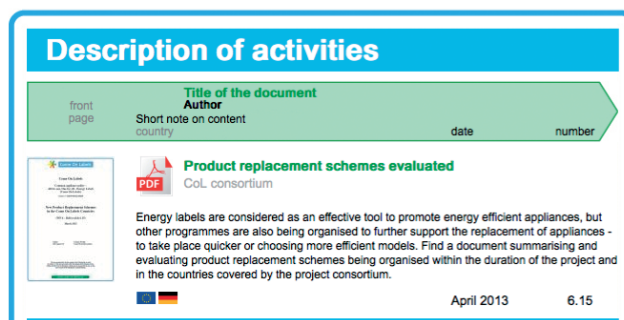 Description of activities
Title of the document
front page
Author
Short note on content
country
date
number
Come On Labels
PDF
Product replacement schemes evaluated
CoL consortium
Energy labels are considered as an effective tool to promote energy efficient appliances, but
other programmes are also being organised to further support the replacement of appliances -
to take place quicker or choosing more efficient models. Find a document summarising and
evaluating product replacement schemes being organised within the duration of the project and
in the countries covered by the project consortium.
April 2013
6.15